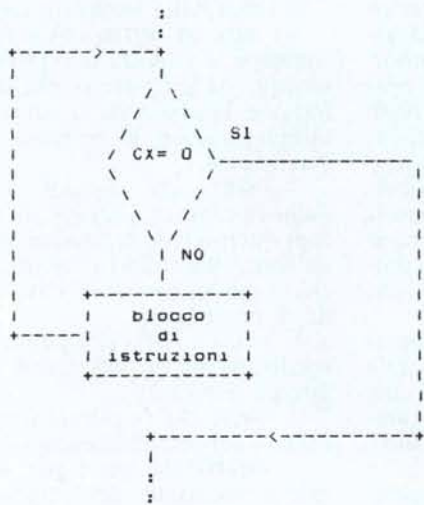 CX= 0
SI
NO
blocco
di
istruzioni